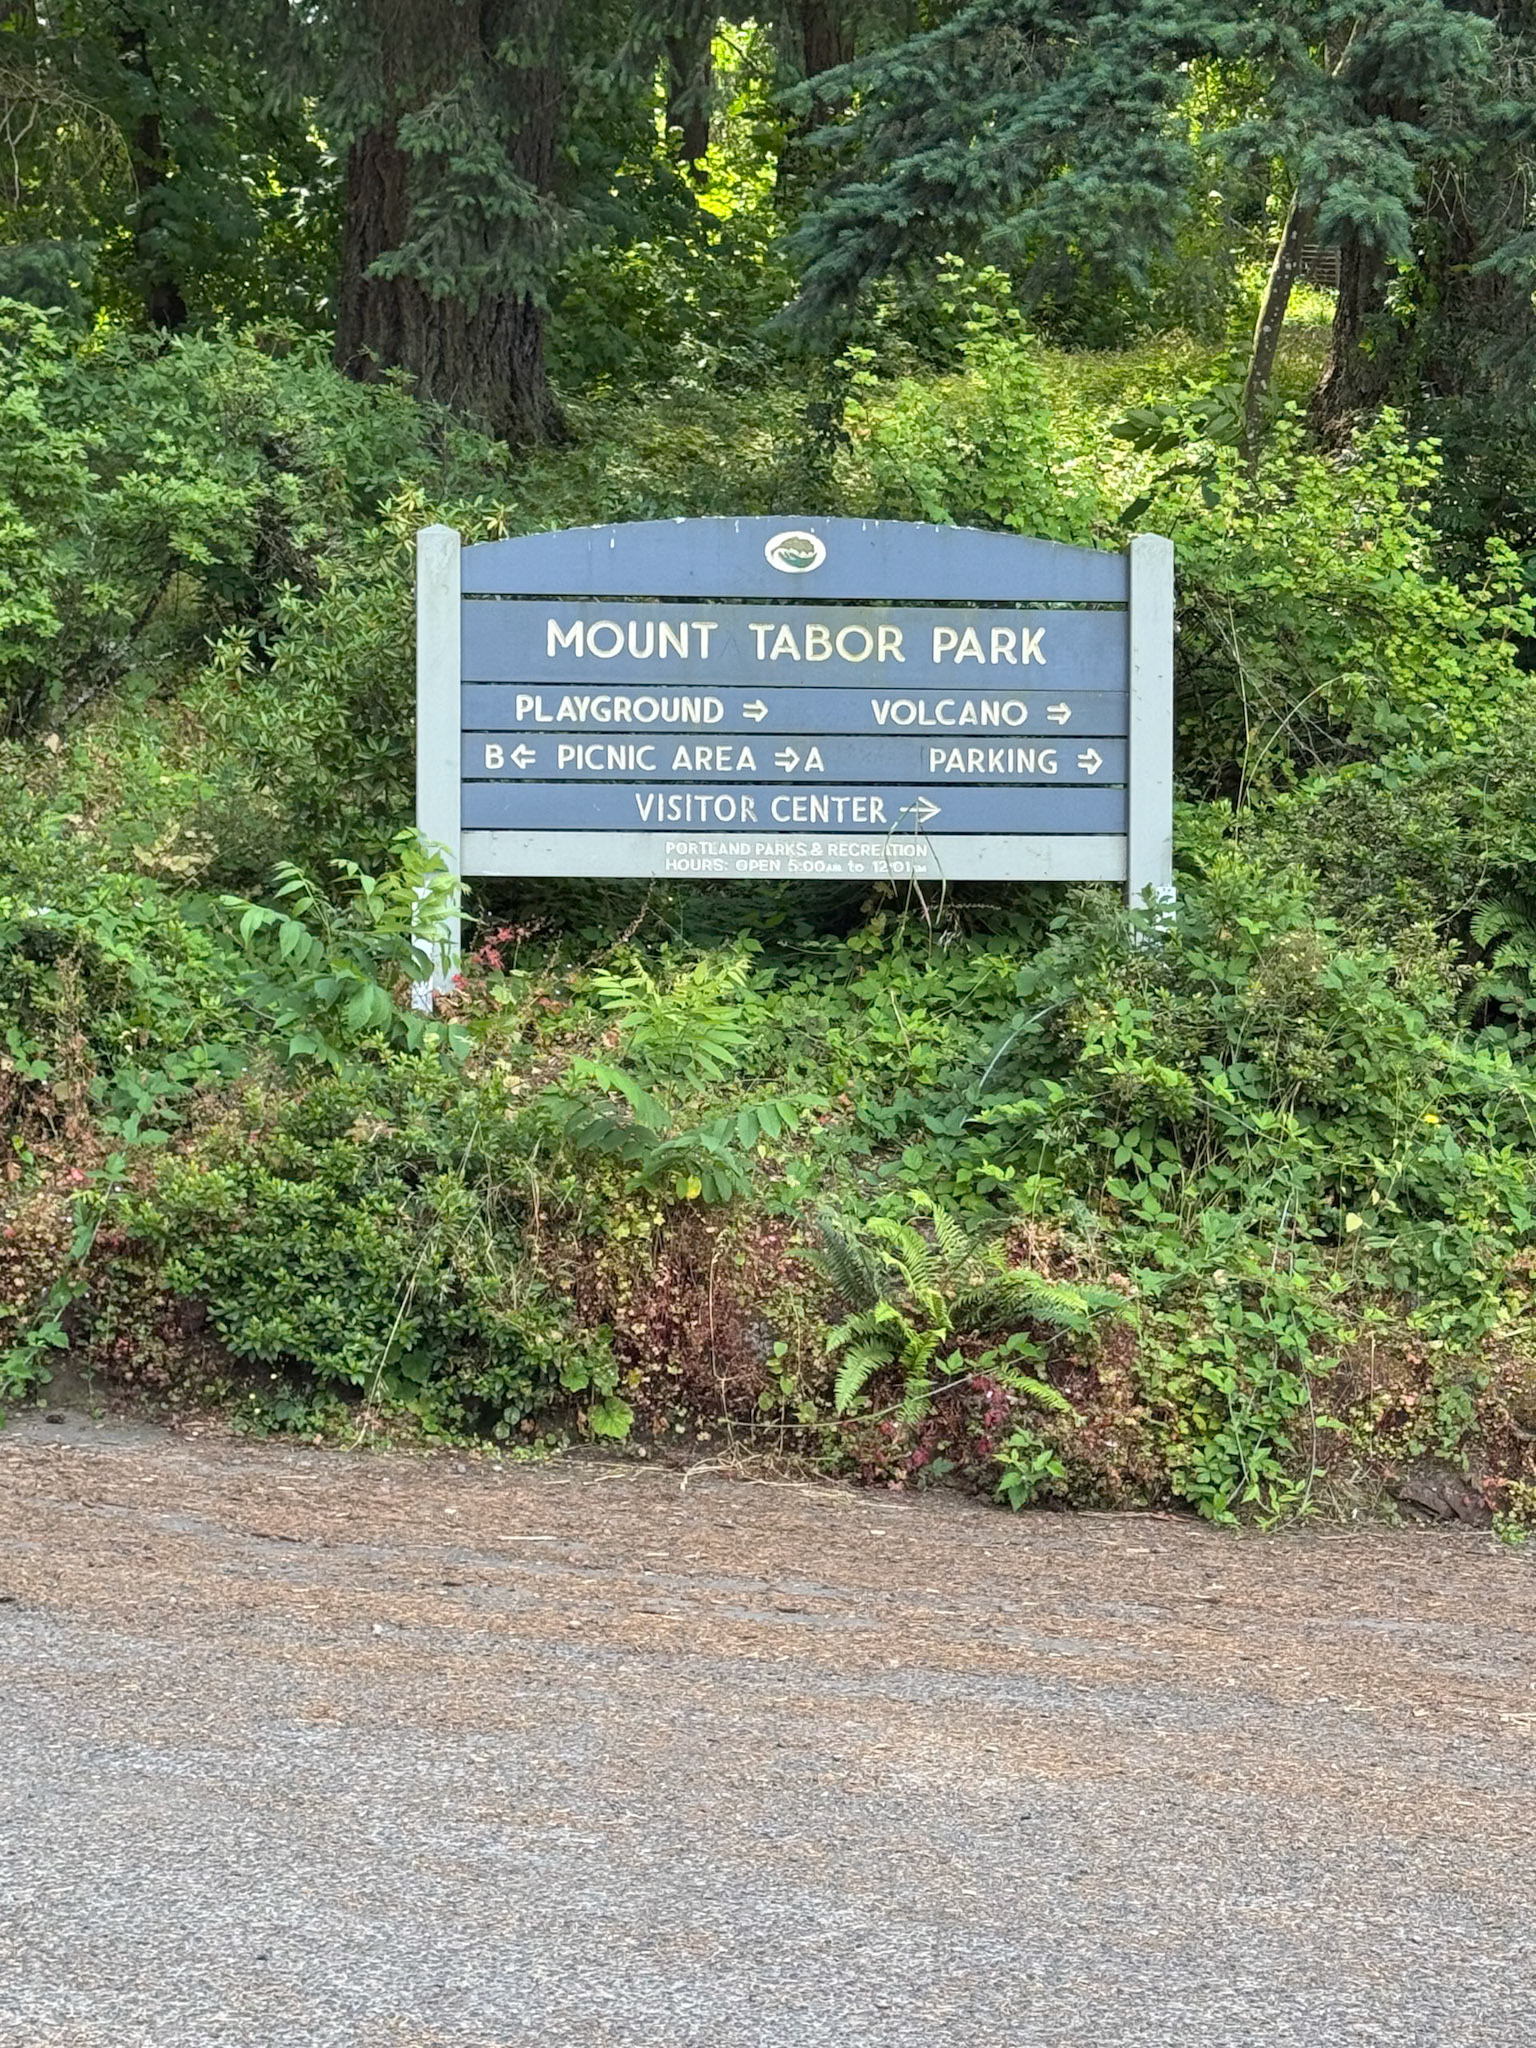 MOUNT TABOR PARK
PLAYGROUND → VOLCANO →
B ← PICNIC AREA → A PARKING →
VISITOR CENTER →
PORTLAND PARKS & RECREATION
HOURS: OPEN 5:00AM to 12:01AM